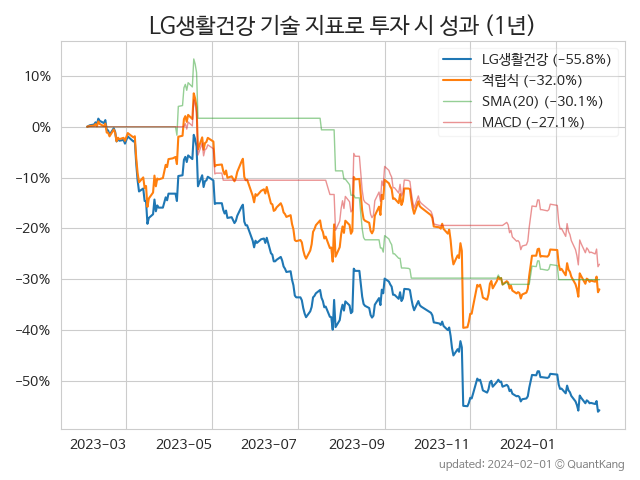 LG생활건강 기술 지표로 투자 시 성과 (1년)
LG생활건강 (−55.8%)
적립식 (−32.0%)
SMA(20) (−30.1%)
MACD (−27.1%)
10%
0%
−10%
−20%
−30%
−40%
−50%
2023-03
2023-05
2023-07
2023-09
2023-11
2024-01
updated: 2024-02-01 © QuantKang